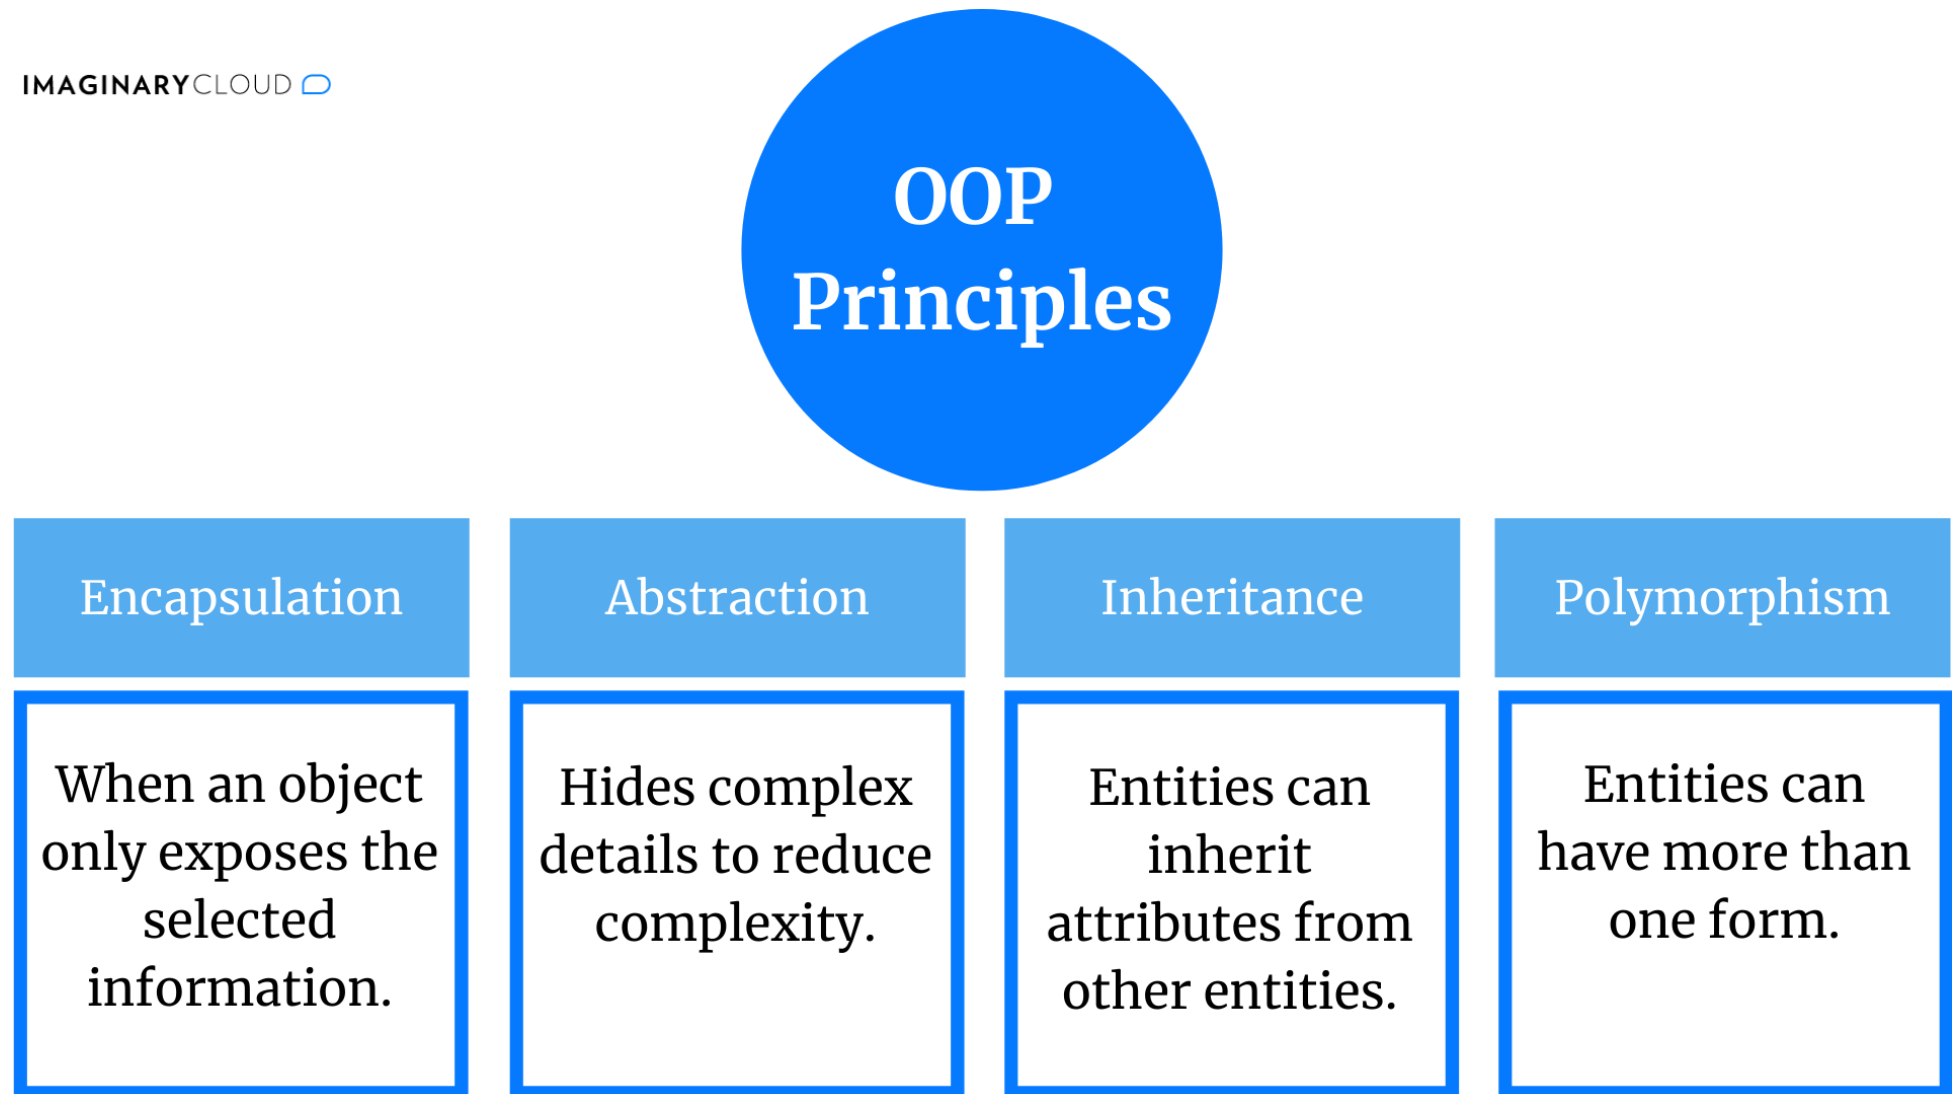 IMAGINARYCLOUD
OOP
Principles
Encapsulation
When an object
only exposes the
selected
information.
Abstraction
Hides complex
details to reduce
complexity.
Inheritance
Entities can
inherit
attributes from
other entities.
Polymorphism
Entities can
have more than
one form.